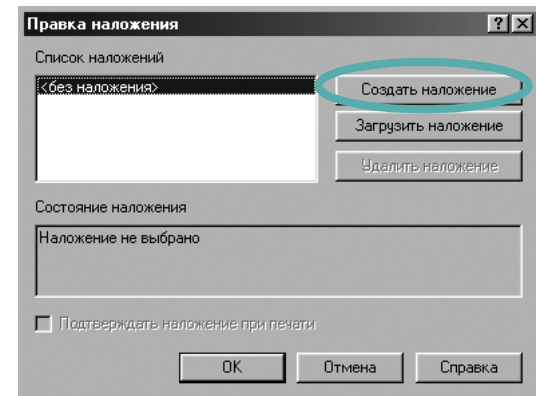 Правка наложения
Список наложений
<без наложения>
Создать наложение
Загрузить наложение
Удалить наложение
Состояние наложения
Наложение не выбрано
Подтверждать наложение при печати
OK
Отмена
Справка